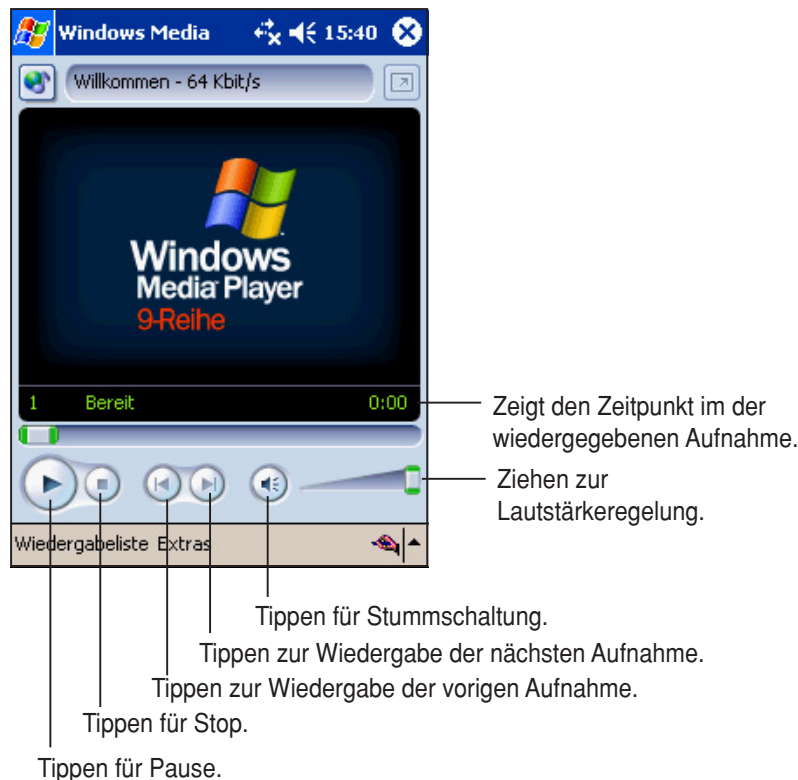 Windows Media 15:40
Willkommen - 64 Kbit/s
Windows
Media Player
9-Reihe
1 Bereit 0:00
Zeigt den Zeitpunkt im der
wiedergegebenen Aufnahme.
Ziehen zur
Lautstärkeregelung.
Wiedergabeliste Extras
Tippen für Stummschaltung.
Tippen zur Wiedergabe der nächsten Aufnahme.
Tippen zur Wiedergabe der vorigen Aufnahme.
Tippen für Stop.
Tippen für Pause.